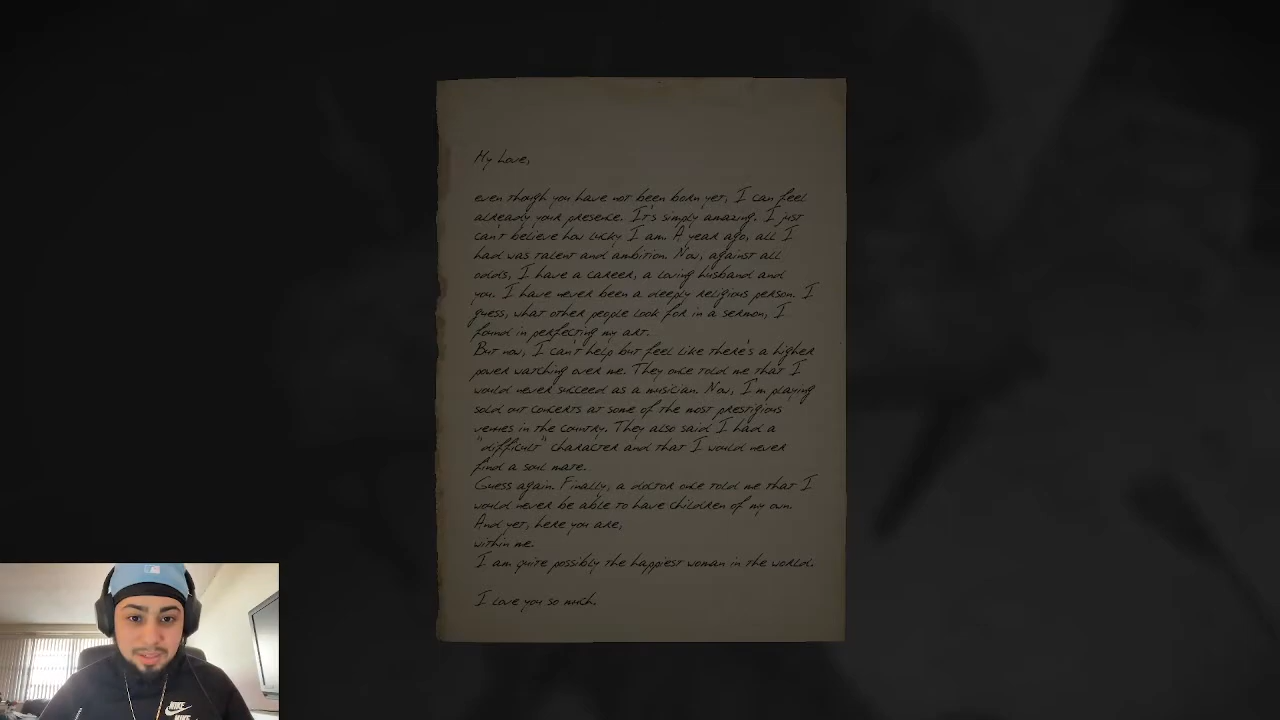 My Love,
even though you have not been born yet, I can feel
already your presence. It's simply amazing. I just
can't believe how lucky I am. A year ago, all I
had was talent and ambition. Now, against all
odds, I have a career, a loving husband and
you. I have never been a deeply religious person. I
guess, what other people look for in a sermon, I
found in perfecting my art.
But now, I can't help but feel like there's a higher
power watching over me. They once told me that I
would never succeed as a musician. Now, I'm playing
sold out concerts at some of the most prestigious
venues in the country. They also said I had a
"difficult" character and that I would never
find a soul mate.
Guess again. Finally, a doctor once told me that I
would never be able to have children of my own.
And yet, here you are,
within me.
I am quite possibly the happiest woman in the world.
I love you so much.
NIKE
NIKE